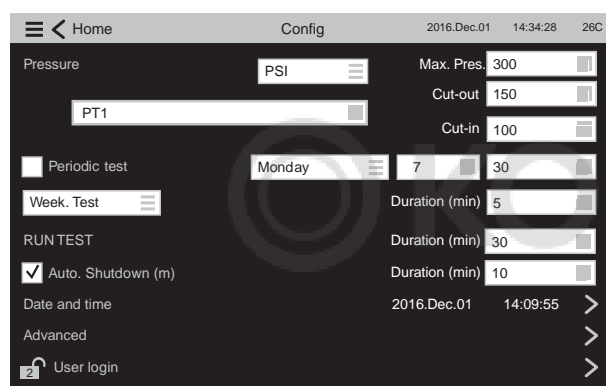 Home Config 2016.Dec.01 14:34:28 26C
Pressure PSI Max. Pres. 300
Cut-out 150
PT1
Cut-in 100
Periodic test Monday 7 30
Week. Test Duration (min) 5
RUN TEST Duration (min) 30
Auto. Shutdown (m) Duration (min) 10
Date and time 2016.Dec.01 14:09:55
Advanced
2 User login